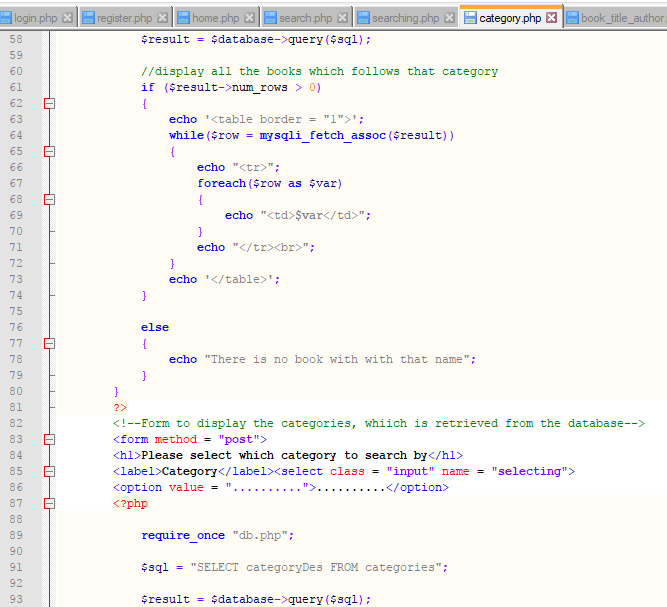 login.php register.php home.php search.php searching.php category.php book_title_author.
58 $result = $database->query($sql);
59
60 //display all the books which follows that category
61 if ($result->num_rows > 0)
62 {
63 echo '<table border = "1">';
64 while($row = mysqli_fetch_assoc($result))
65 {
66 echo "<tr>";
67 foreach($row as $var)
68 {
69 echo "<td>$var</td>";
70 }
71 echo "</tr><br>";
72 }
73 echo '</table>';
74 }
75
76 else
77 {
78 echo "There is no book with with that name";
79 }
80 }
81 ?>
82 <!--Form to display the categories, whiich is retrieved from the database-->
83 <form method = "post">
84 <h1>Please select which category to search by</h1>
85 <label>Category</label><select class = "input" name = "selecting">
86 <option value = "..........">..........</option>
87 <?php
88
89 require_once "db.php";
90
91 $sql = "SELECT categoryDes FROM categories";
92
93 $result = $database->query($sql);